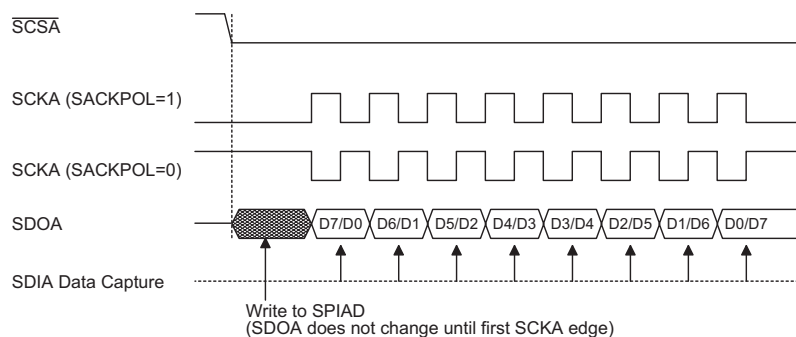 SCSA
SCKA (SACKPOL=1)
SCKA (SACKPOL=0)
SDOA
D7/D0 D6/D1 D5/D2 D4/D3 D3/D4 D2/D5 D1/D6 D0/D7
SDIA Data Capture
Write to SPIAD
(SDOA does not change until first SCKA edge)